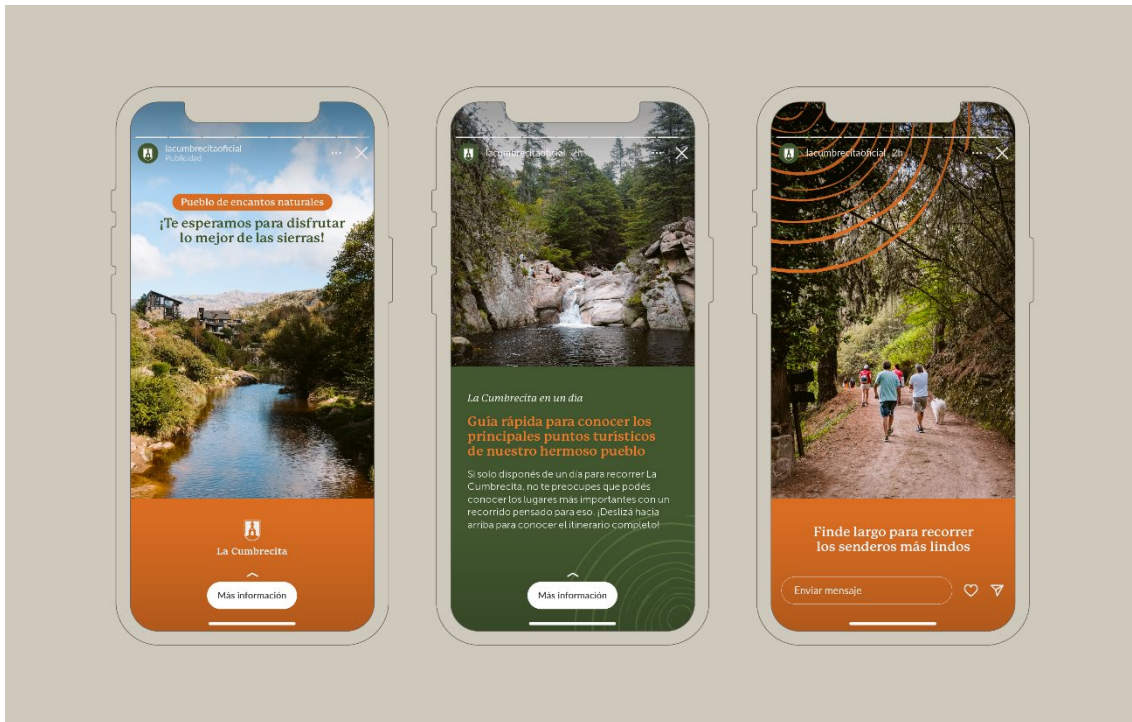 lacumbrecitaoficial
Publicidad
Pueblo de encantos naturales
¡Te esperamos para disfrutar
lo mejor de las sierras!
La Cumbrecita
Más información
lacumbrecitaoficial 2h
La Cumbrecita en un día
Guía rápida para conocer los
principales puntos turísticos
de nuestro hermoso pueblo
Si solo disponés de un día para recorrer La
Cumbrecita, no te preocupes que podés
conocer los lugares más importantes con un
recorrido pensado para eso. ¡Deslizá hacia
arriba para conocer el itinerario completo!
Más información
lacumbrecitaoficial 2h
Finde largo para recorrer
los senderos más lindos
Enviar mensaje